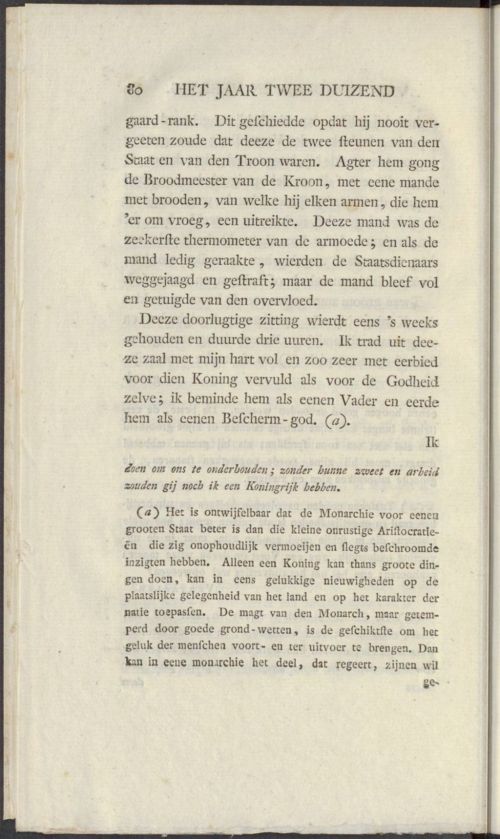 80 HET JAAR TWEE DUIZEND
gaard-rank. Dit geſchiedde opdat hij nooit ver-
geeten zoude dat deeze de twee ſteunen van den
Staat en van den Troon waren. Agter hem gong
de Broodmeester van de Kroon, met eene mande
met brooden, van welke hij elken armen, die hem
’er om vroeg, een uitreikte. Deeze mand was de
zeekerſte thermometer van de armoede; en als de
mand ledig geraakte, wierden de Staatsdienaars
weggejaagd en geſtraft; maar de mand bleef vol
en getuigde van den overvloed.
Deeze doorlugtige zitting wierdt eens ’s weeks
gehouden en duurde drie uuren. Ik trad uit dee-
ze zaal met mijn hart vol en zoo zeer met eerbied
voor dien Koning vervuld als voor de Godheid
zelve; ik beminde hem als eenen Vader en eerde
hem als eenen Beſcherm-god. (a).
Ik
doen om ons te onderhouden; zonder hunne zweet en arbeid
zouden gij noch ik een Koningrijk hebben.
(a) Het is ontwijfelbaar dat de Monarchie voor eenen
grooten Staat beter is dan die kleine onrustige Ariſtocratie-
ën die zig onophoudlijk vermoeijen en ſlegts beſchroomde
inzigten hebben. Alleen een Koning kan thans groote din-
gen doen, kan in eens gelukkige nieuwigheden op de
plaatslijke gelegenheid van het land en op het karakter der
natie toepasſen. De magt van den Monarch, maar getem-
perd door goede grond-wetten, is de geſchiktſte om het
geluk der menſchen voort- en ter uitvoer te brengen. Dan
kan in eene monarchie het deel, dat regeert, zijnen wil
ge-